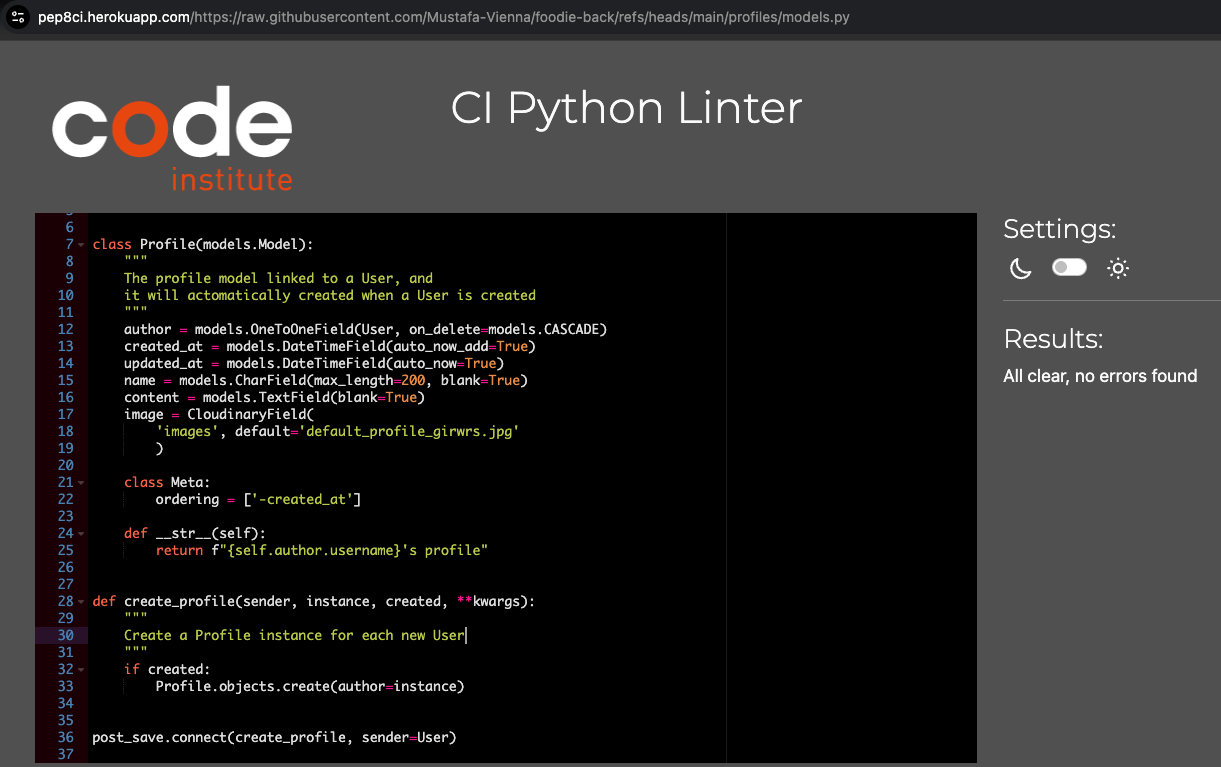 pep8ci.herokuapp.com/https://raw.githubusercontent.com/Mustafa-Vienna/foodie-back/refs/heads/main/profiles/models.py
code
institute
CI Python Linter
6
7 class Profile(models.Model):
8 """
9 The profile model linked to a User, and
10 it will actomatically created when a User is created
11 """
12 author = models.OneToOneField(User, on_delete=models.CASCADE)
13 created_at = models.DateTimeField(auto_now_add=True)
14 updated_at = models.DateTimeField(auto_now=True)
15 name = models.CharField(max_length=200, blank=True)
16 content = models.TextField(blank=True)
17 image = CloudinaryField(
18 'images', default='default_profile_girwrs.jpg'
19 )
20
21 class Meta:
22 ordering = ['-created_at']
23
24 def __str__(self):
25 return f"{self.author.username}'s profile"
26
27
28 def create_profile(sender, instance, created, **kwargs):
29 """
30 Create a Profile instance for each new User
31 """
32 if created:
33 Profile.objects.create(author=instance)
34
35
36 post_save.connect(create_profile, sender=User)
37
Settings:
Results:
All clear, no errors found